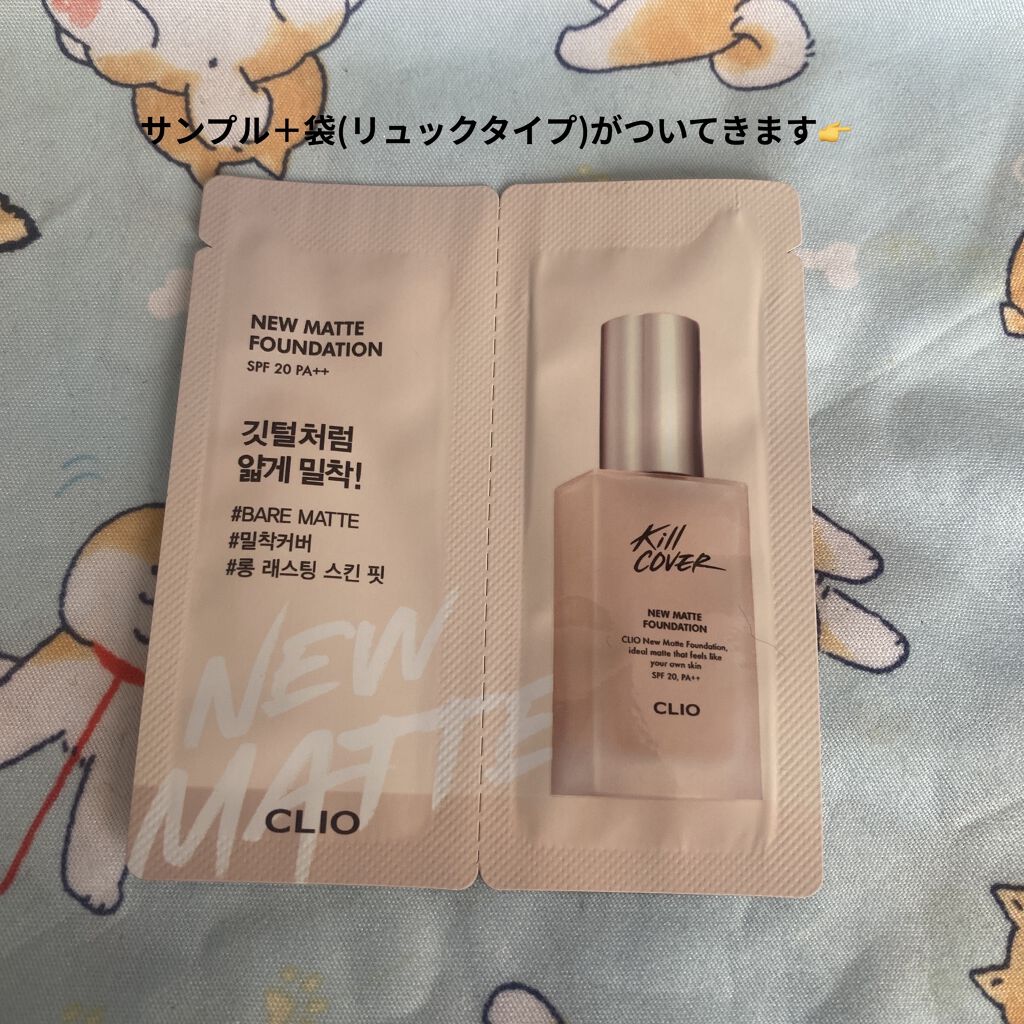 サンプル＋袋(リュックタイプ)がついてきます👉
NEW MATTE
FOUNDATION
SPF 20 PA++
깃털처럼
얇게 밀착!
#BARE MATTE
#밀착커버
#롱 래스팅 스킨 핏
NEW
MATTE
CLIO
Kill
COVER
NEW MATTE
FOUNDATION
CLIO New Matte Foundation,
ideal matte that feels like
your own skin
SPF 20, PA++
CLIO